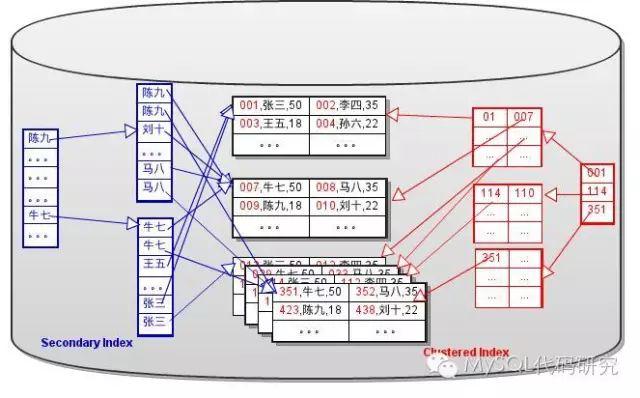 陈九
。。。
。。。
牛七
。。。
。。。
陈九
陈九
刘十
。。。
马八
马八
牛七
牛七
王五
。。。
张三
张三
001,张三,50 002,李四,35
003,王五,18 004,孙六,22
。。。 。。。
007,牛七,50 008,马八,35
009,陈九,18 010,刘十,22
。。。 。。。
351,牛七,50 352,马八,35
423,陈九,18 438,刘十,22
。。。 。。。
01 007
... ...
... ...
114 110
... ...
... ...
351 ...
... ...
... ...
001
114
351
Secondary Index
Clustered Index
MySQL代码研究